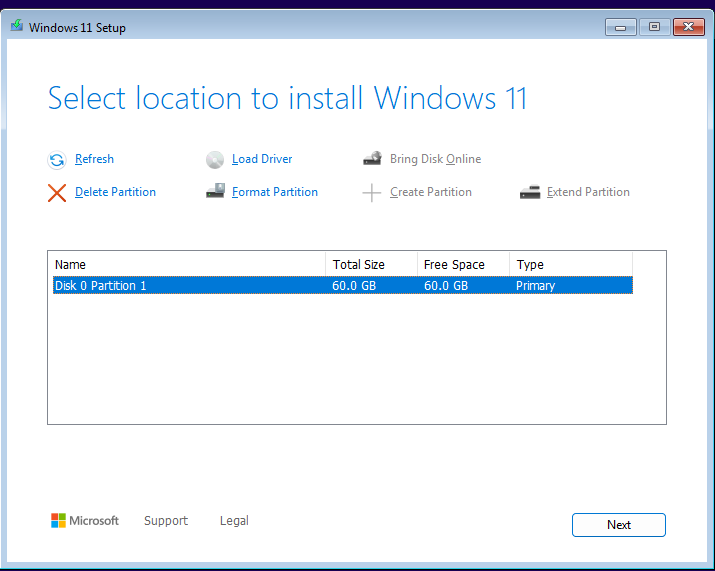 Windows 11 Setup
Select location to install Windows 11
Refresh Load Driver Bring Disk Online
Delete Partition Format Partition Create Partition Extend Partition
Name Total Size Free Space Type
Disk 0 Partition 1 60.0 GB 60.0 GB Primary
Microsoft Support Legal
Next